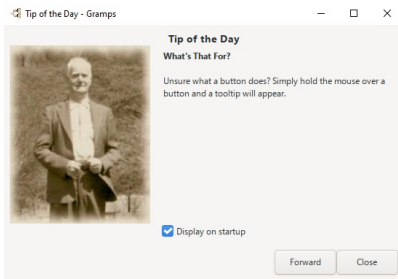 Tip of the Day - Gramps
Tip of the Day
What's That For?
Unsure what a button does? Simply hold the mouse over a
button and a tooltip will appear.
Display on startup
Forward
Close